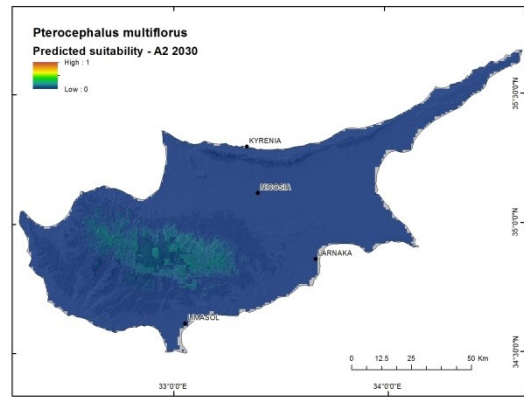 Pterocephalus multiflorus
Predicted suitability - A2 2030
High : 1
Low : 0
KYRENIA
NICOSIA
LARNAKA
LIMASOL
35°30'0"N
35°0'0"N
34°30'0"N
0 12.5 25 50 Km
33°0'0"E 34°0'0"E